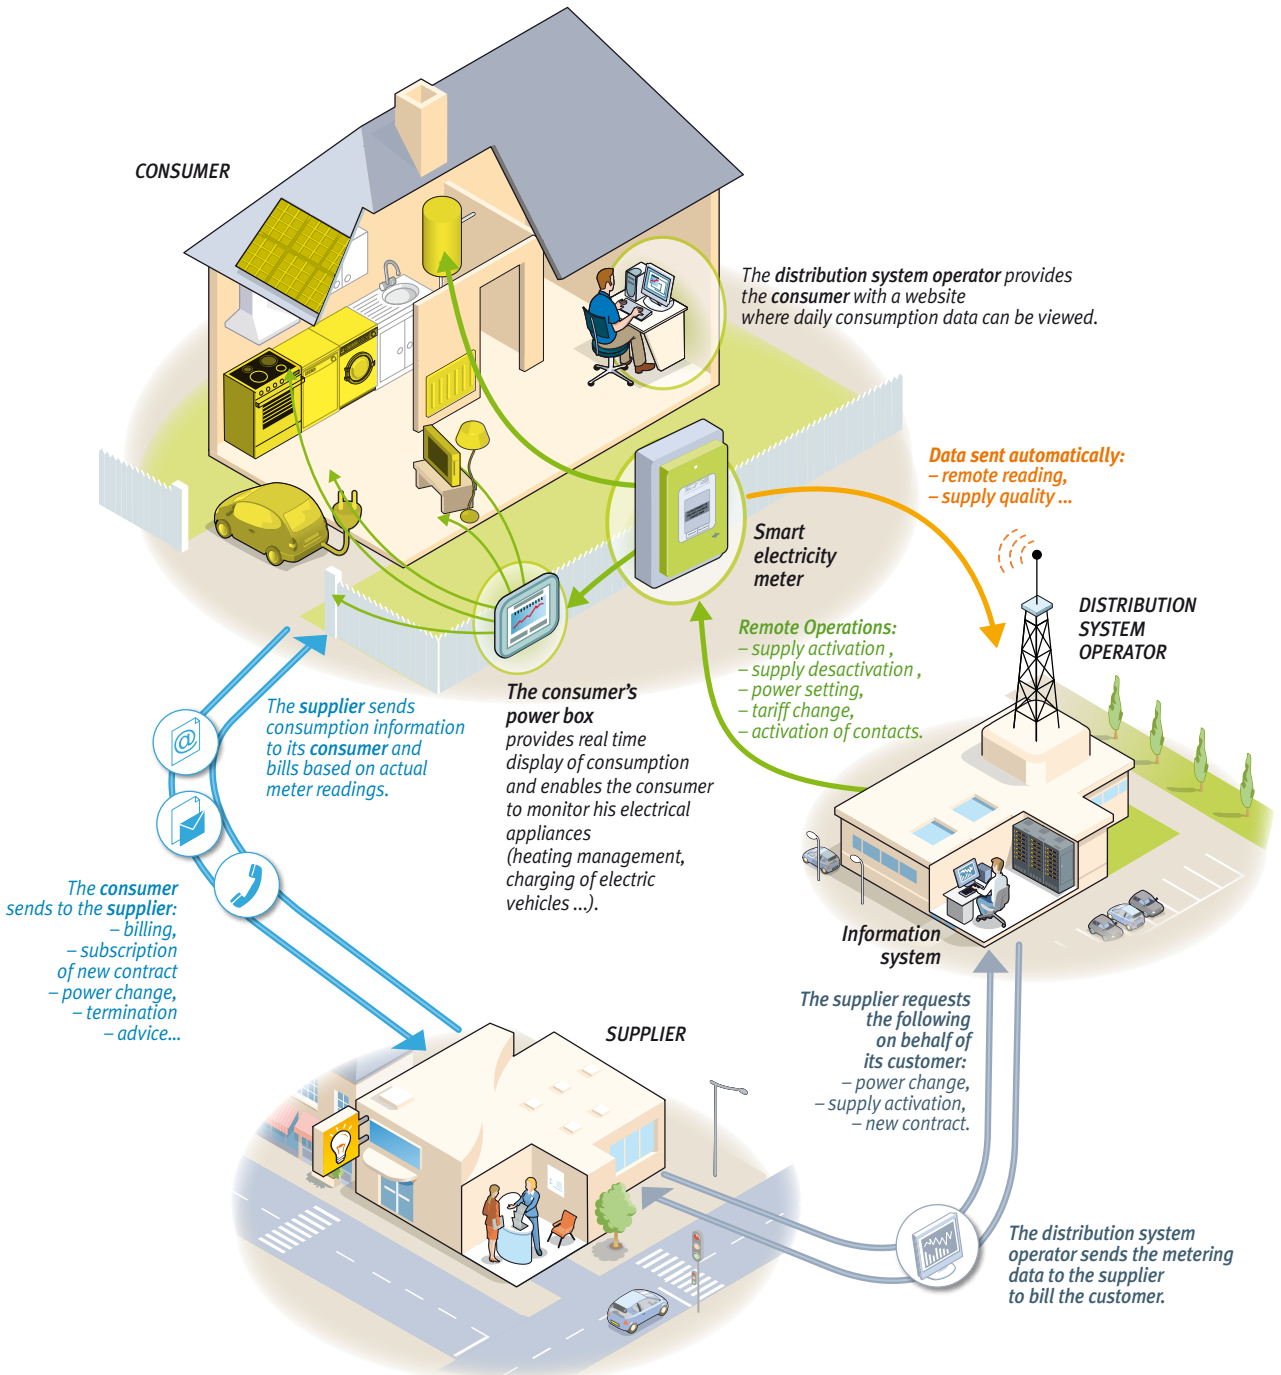 CONSUMER
The distribution system operator provides
the consumer with a website
where daily consumption data can be viewed.
Data sent automatically:
– remote reading,
– supply quality ...
Smart
electricity
meter
DISTRIBUTION
SYSTEM
OPERATOR
Remote Operations:
– supply activation ,
– supply desactivation ,
– power setting,
– tariff change,
– activation of contacts.
The consumer's
power box
provides real time
display of consumption
and enables the consumer
to monitor his electrical
appliances
(heating management,
charging of electric
vehicles ...).
The supplier sends
consumption information
to its consumer and
bills based on actual
meter readings.
@
The consumer
sends to the supplier:
– billing,
– subscription
of new contract
– power change,
– termination
– advice...
Information
system
SUPPLIER
The supplier requests
the following
on behalf of
its customer:
– power change,
– supply activation,
– new contract.
The distribution system
operator sends the metering
data to the supplier
to bill the customer.